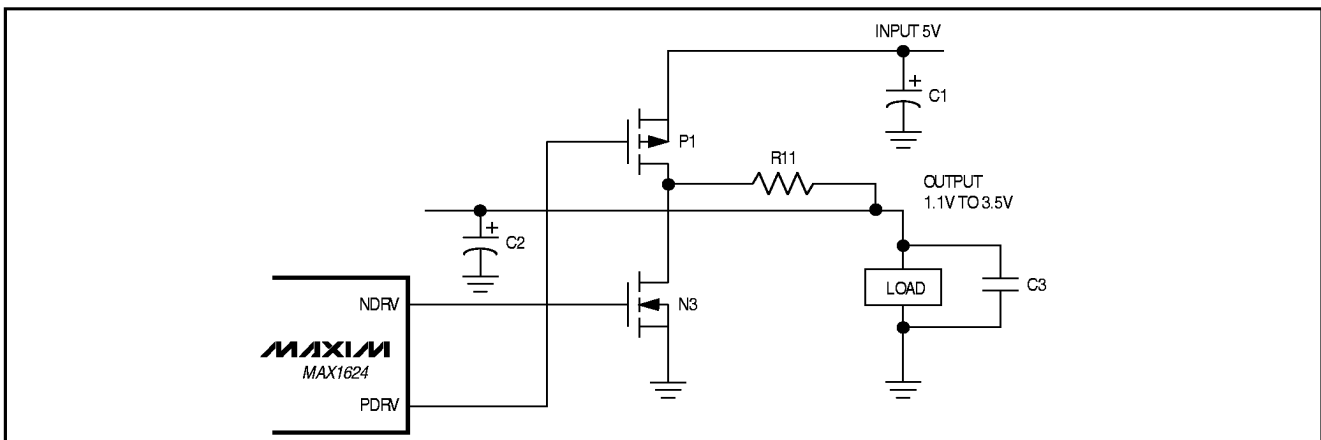 INPUT 5V
+
C1
P1
R11
OUTPUT
1.1V TO 3.5V
+
C2
NDRV
N3
LOAD
C3
MAXIM
MAX1624
PDRV